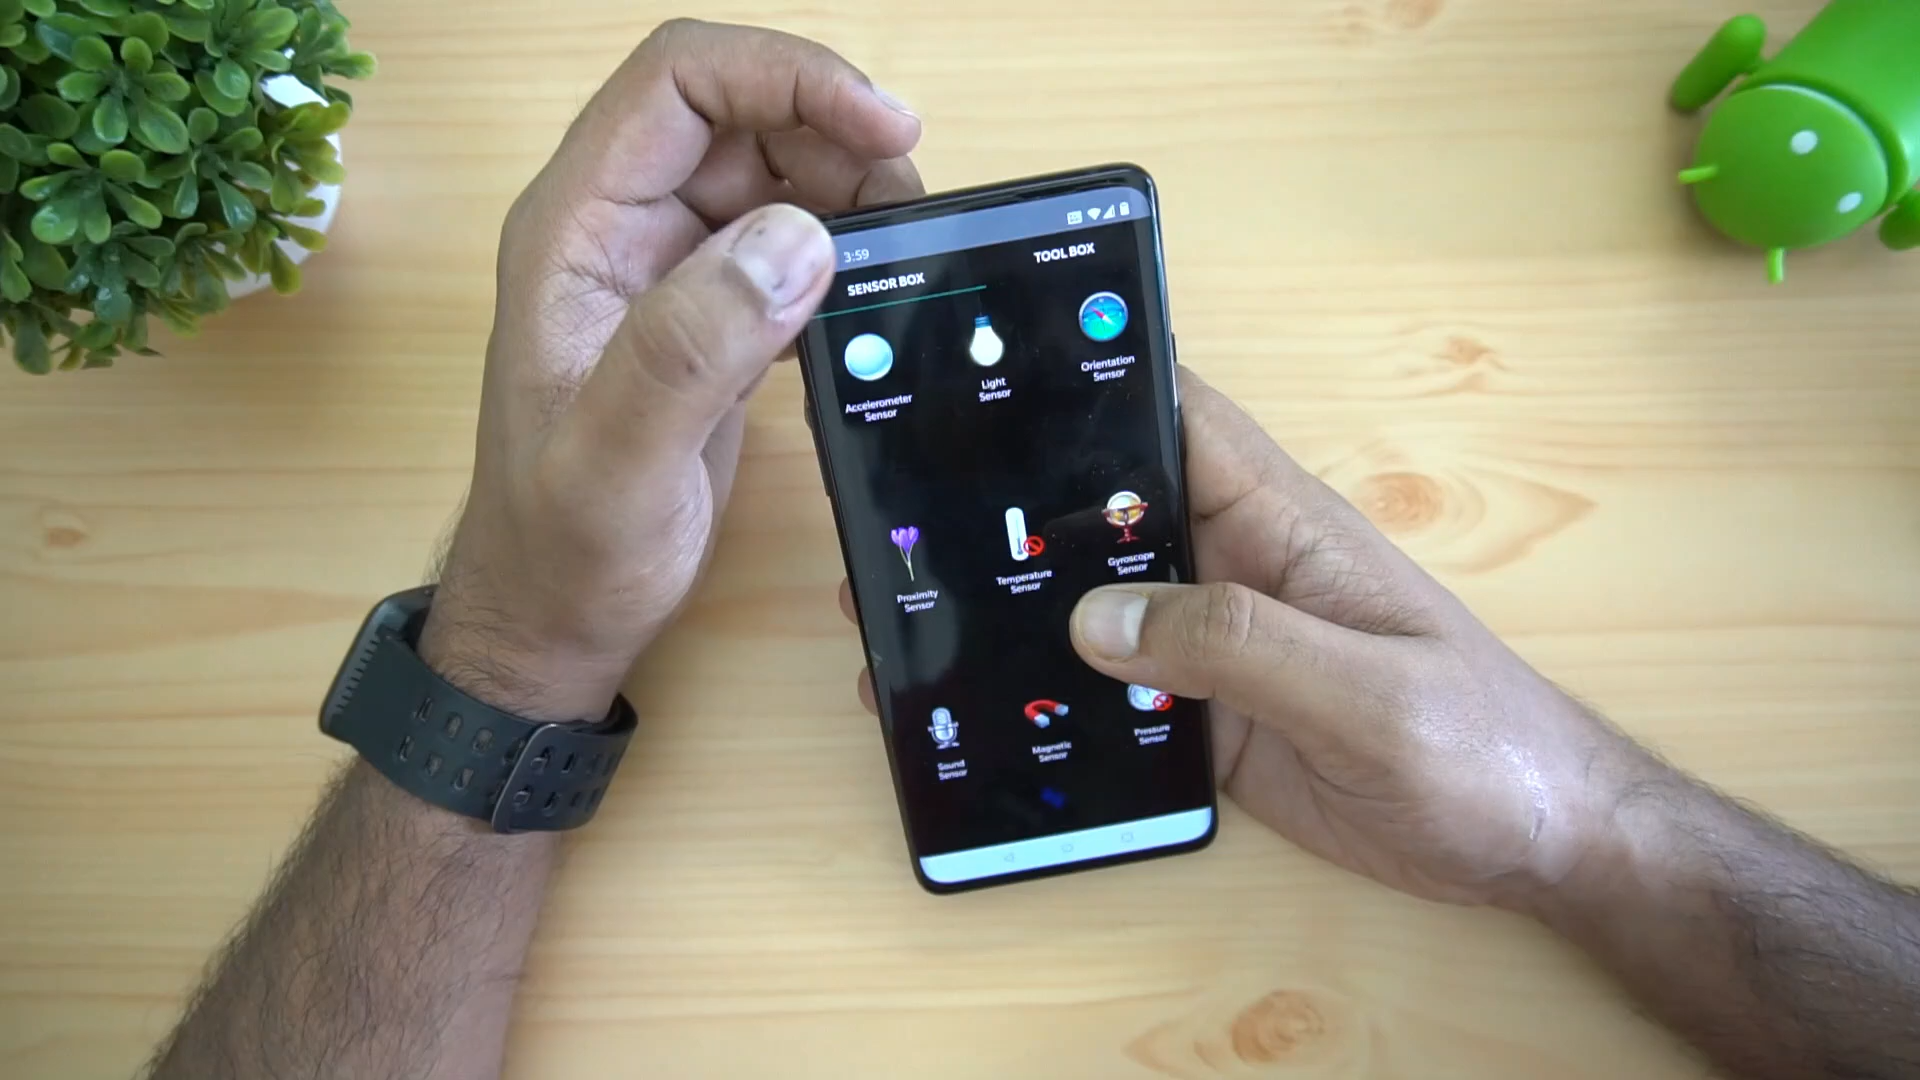 3:59
SENSOR BOX
TOOL BOX
Accelerometer
Sensor
Light
Sensor
Orientation
Sensor
Proximity
Sensor
Temperature
Sensor
Gyroscope
Sensor
Sound
Sensor
Magnetic
Sensor
Pressure
Sensor